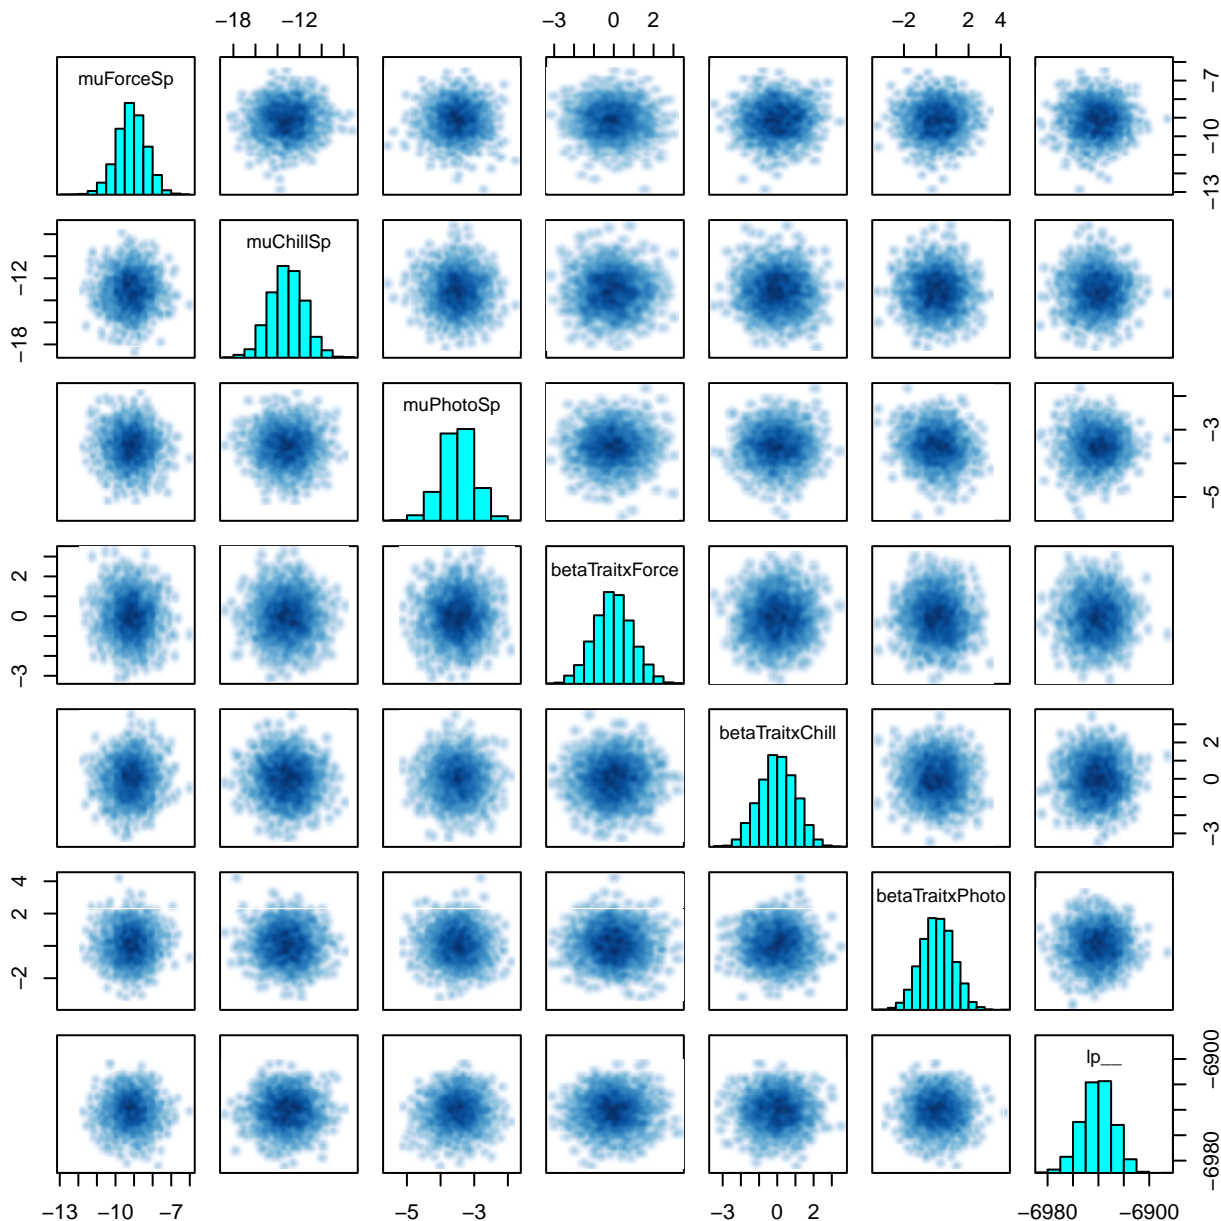 −18 −12 −3 0 2 −2 2 4
muForceSp
−7 −10 −13
muChillSp
−12 −18
muPhotoSp
−3 −5
betaTraitxForce
2 0 −3
betaTraitxChill
2 0 −3
betaTraitxPhoto
4 2 −2
lp__
−6900 −6980
−13 −10 −7 −5 −3 −3 0 2 −6980 −6900